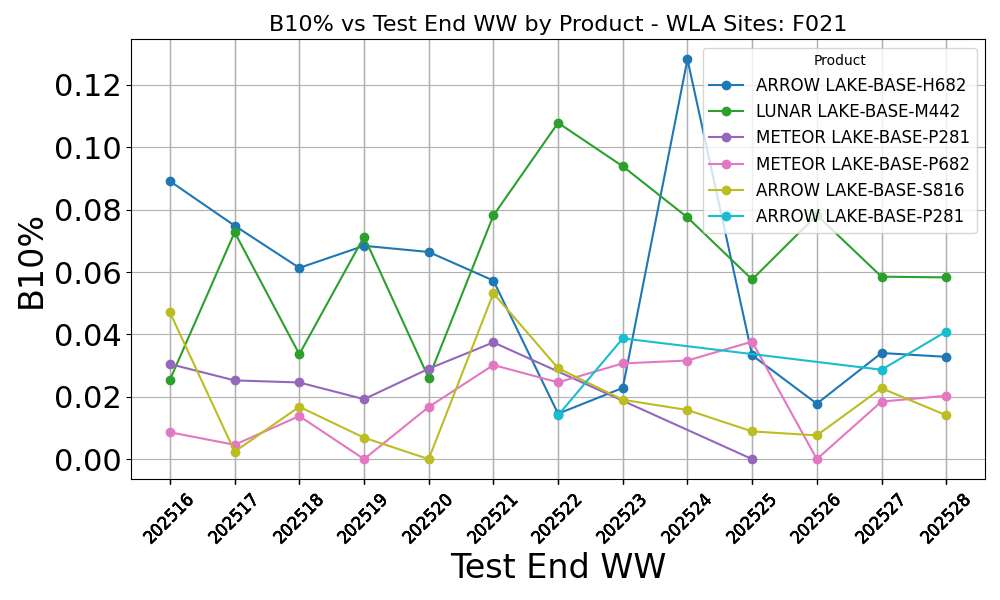 B10% vs Test End WW by Product - WLA Sites: F021
Product
ARROW LAKE-BASE-H682
LUNAR LAKE-BASE-M442
METEOR LAKE-BASE-P281
METEOR LAKE-BASE-P682
ARROW LAKE-BASE-S816
ARROW LAKE-BASE-P281
B10%
0.12
0.10
0.08
0.06
0.04
0.02
0.00
202516
202517
202518
202519
202520
202521
202522
202523
202524
202525
202526
202527
202528
Test End WW